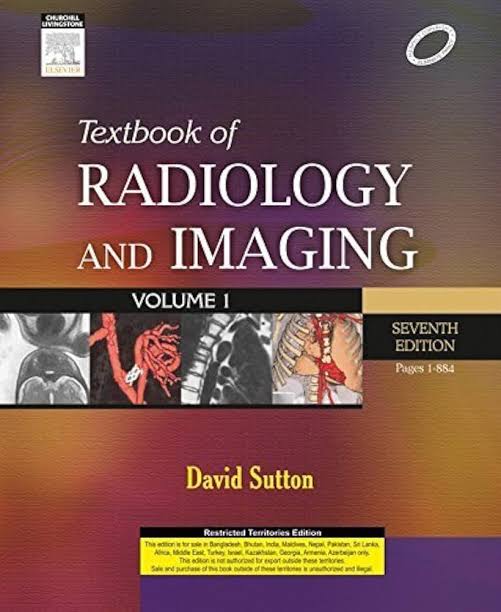 CHURCHILL
LIVINGSTONE
ELSEVIER
Textbook of
RADIOLOGY
AND IMAGING
VOLUME 1
SEVENTH
EDITION
Pages 1-884
David Sutton
Restricted Territories Edition
This edition is for sale in Bangladesh, Bhutan, India, Maldives, Nepal, Pakistan, Sri Lanka,
Africa, Middle East, Turkey, Israel, Kazakhstan, Georgia, Armenia, Azerbaijan only.
This edition is not authorized for export outside these territories.
Sale and purchase of this book outside of these territories is unauthorized and illegal.